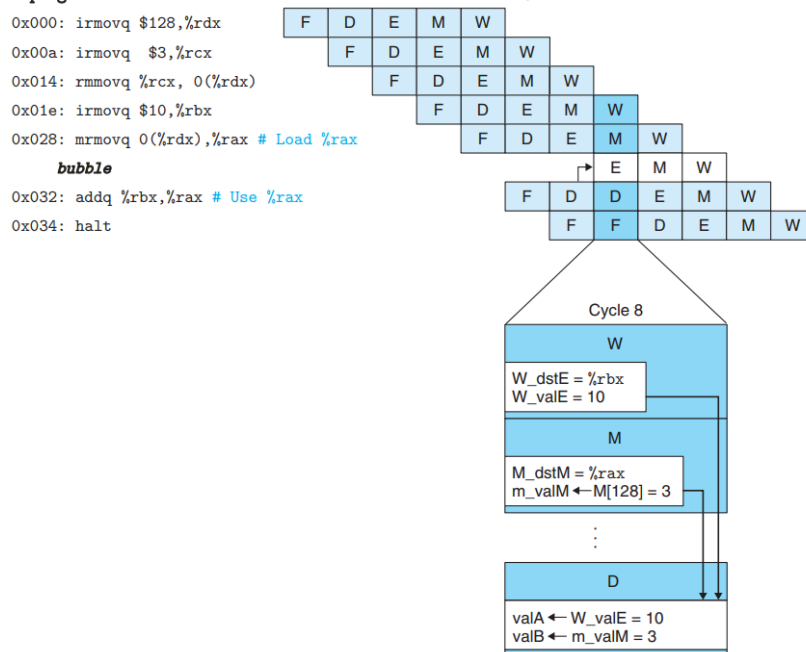 0x000: irmovq $128,%rdx F D E M W
0x00a: irmovq $3,%rcx F D E M W
0x014: rmmovq %rcx, 0(%rdx) F D E M W
0x01e: irmovq $10,%rbx F D E M W
0x028: mrmovq 0(%rdx),%rax # Load %rax F D E M W
bubble E M W
0x032: addq %rbx,%rax # Use %rax F D D E M W
0x034: halt F F D E M W
Cycle 8
W
W_dstE = %rbx
W_valE = 10
M
M_dstM = %rax
m_valM ← M[128] = 3
⋮
D
valA ← W_valE = 10
valB ← m_valM = 3